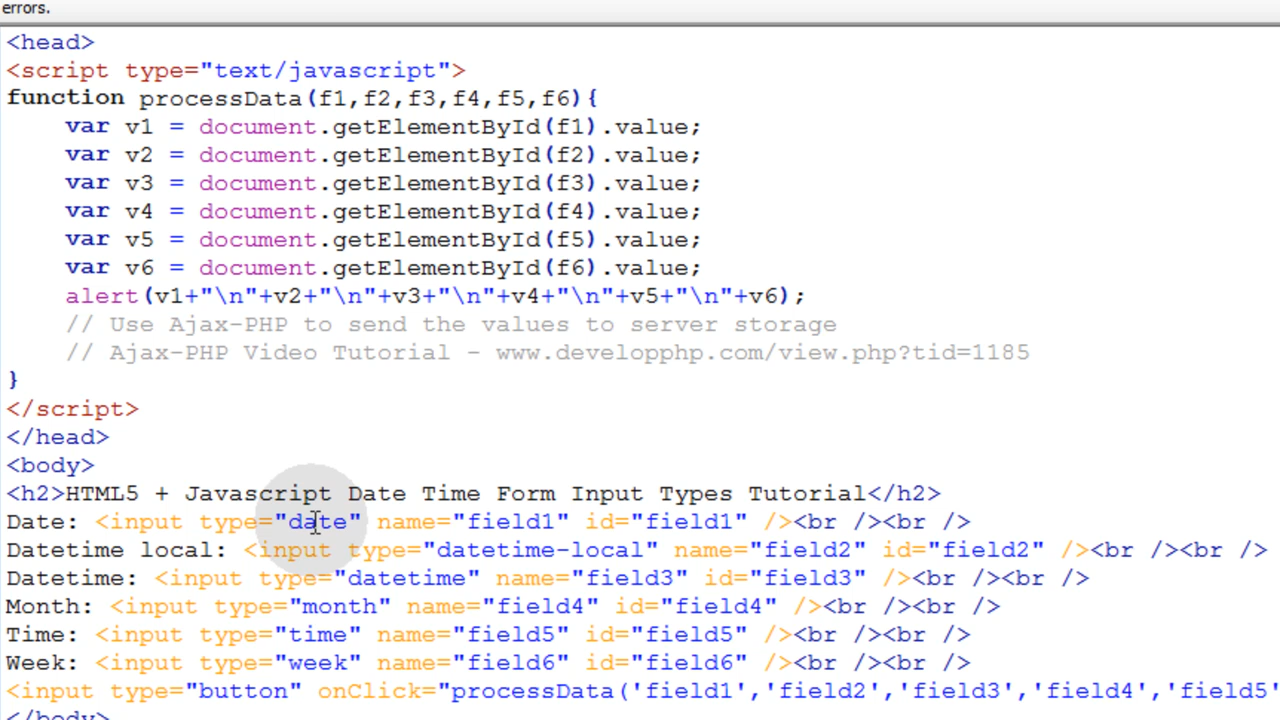 errors.
<head>
<script type="text/javascript">
function processData(f1,f2,f3,f4,f5,f6){
    var v1 = document.getElementById(f1).value;
    var v2 = document.getElementById(f2).value;
    var v3 = document.getElementById(f3).value;
    var v4 = document.getElementById(f4).value;
    var v5 = document.getElementById(f5).value;
    var v6 = document.getElementById(f6).value;
    alert(v1+"\n"+v2+"\n"+v3+"\n"+v4+"\n"+v5+"\n"+v6);
    // Use Ajax-PHP to send the values to server storage
    // Ajax-PHP Video Tutorial - www.developphp.com/view.php?tid=1185
}
</script>
</head>
<body>
<h2>HTML5 + Javascript Date Time Form Input Types Tutorial</h2>
Date: <input type="date" name="field1" id="field1" /><br /><br />
Datetime local: <input type="datetime-local" name="field2" id="field2" /><br /><br />
Datetime: <input type="datetime" name="field3" id="field3" /><br /><br />
Month: <input type="month" name="field4" id="field4" /><br /><br />
Time: <input type="time" name="field5" id="field5" /><br /><br />
Week: <input type="week" name="field6" id="field6" /><br /><br />
<input type="button" onClick="processData('field1','field2','field3','field4','field5'
</body>